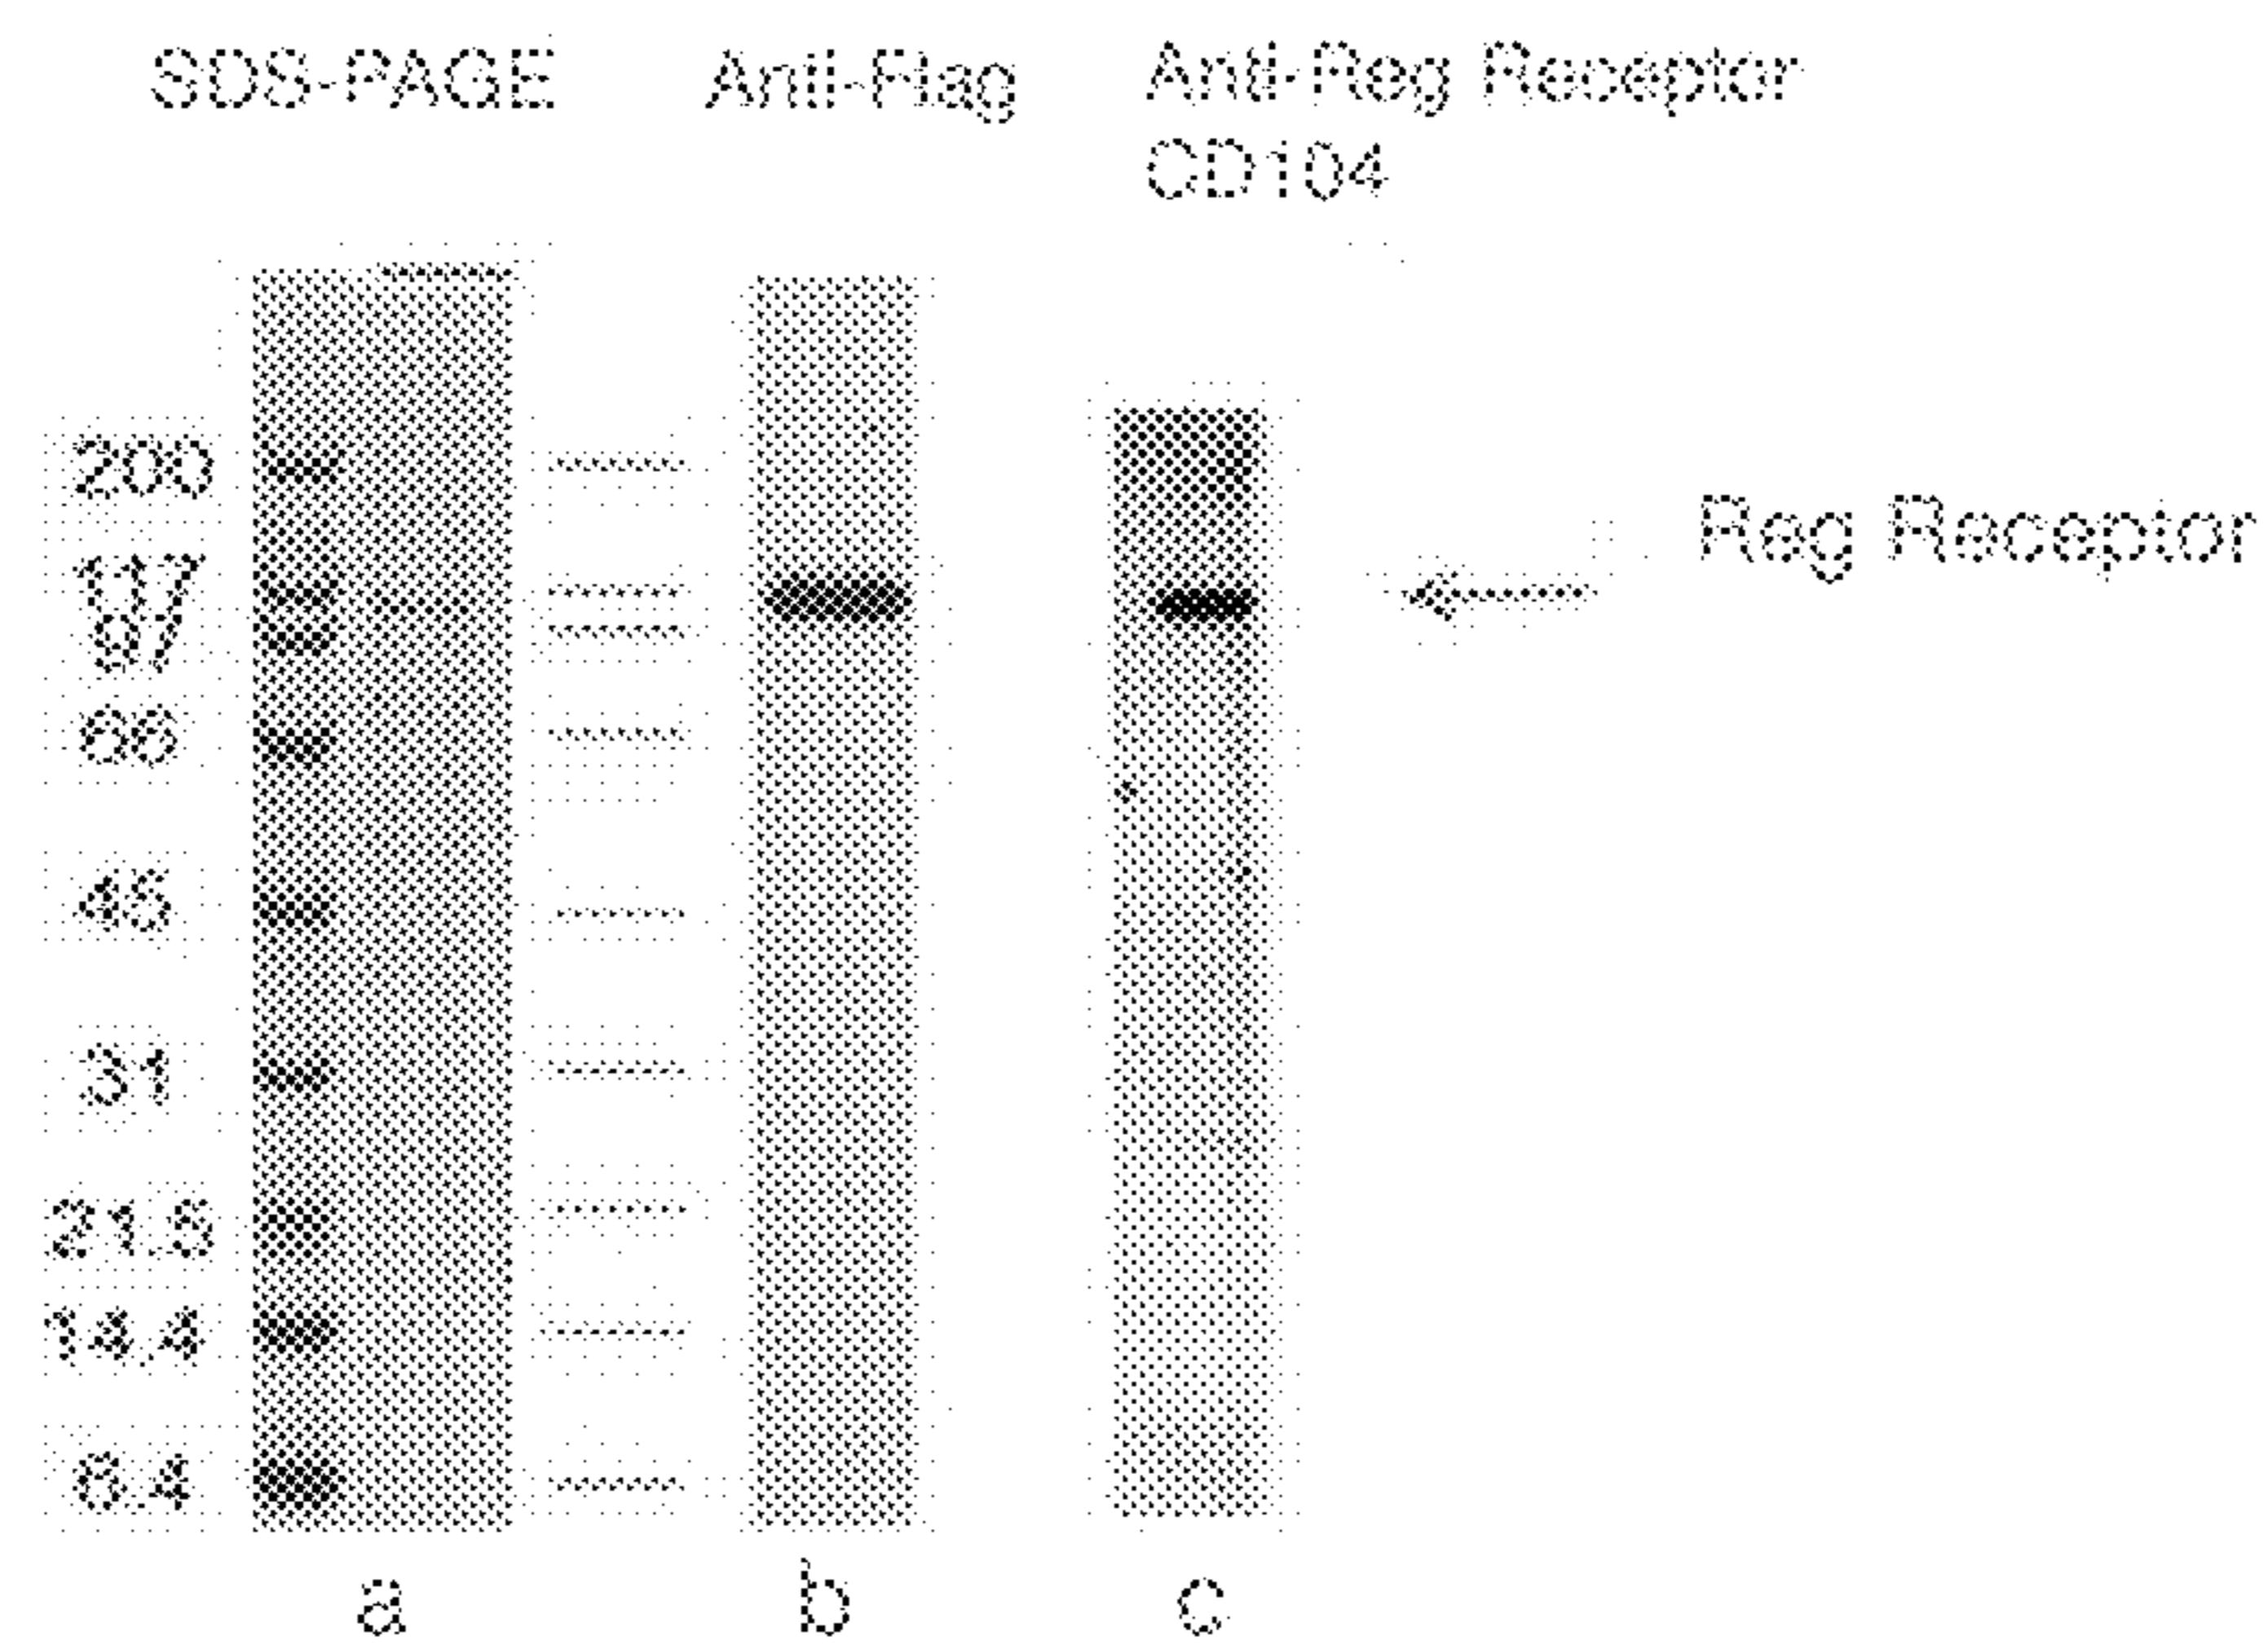 SDS-PAGE
Anti-Flag
Anti-Reg Receptor
CD104
200
117
97
66
45
31
21.5
14.4
6.4
Reg Receptor
a
b
c